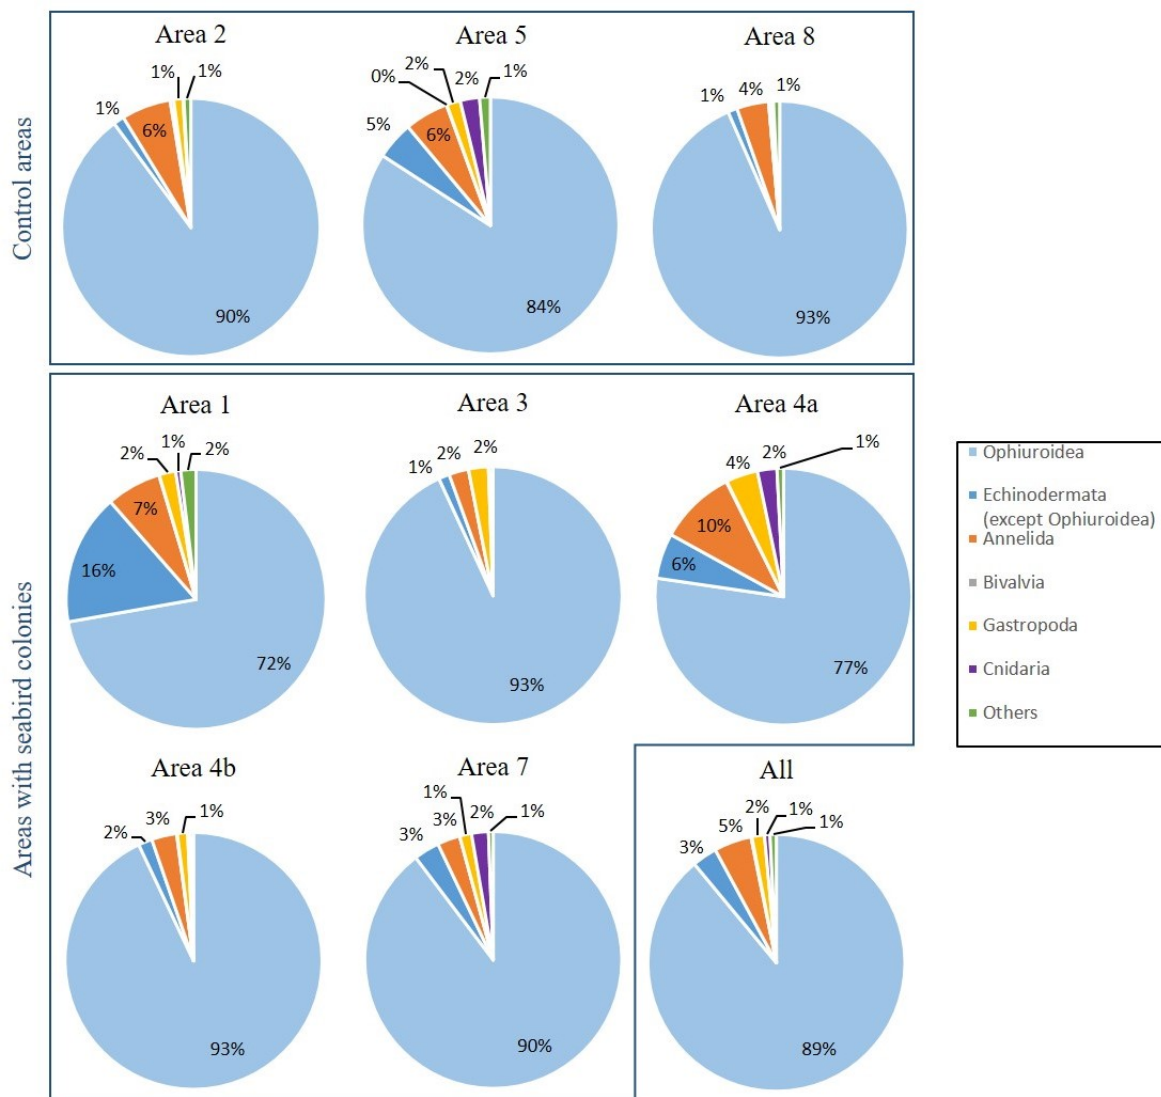 Control areas
Area 2
1%
6%
1%
1%
90%
Area 5
5%
6%
0%
2%
2%
1%
84%
Area 8
1%
4%
1%
93%
Areas with seabird colonies
Area 1
16%
7%
2%
1%
2%
72%
Area 3
1%
2%
2%
93%
Area 4a
6%
10%
4%
2%
1%
77%
Area 4b
2%
3%
1%
93%
Area 7
3%
3%
1%
2%
1%
90%
All
3%
5%
2%
1%
1%
89%
Ophiuroidea
Echinodermata
(except Ophiuroidea)
Annelida
Bivalvia
Gastropoda
Cnidaria
Others